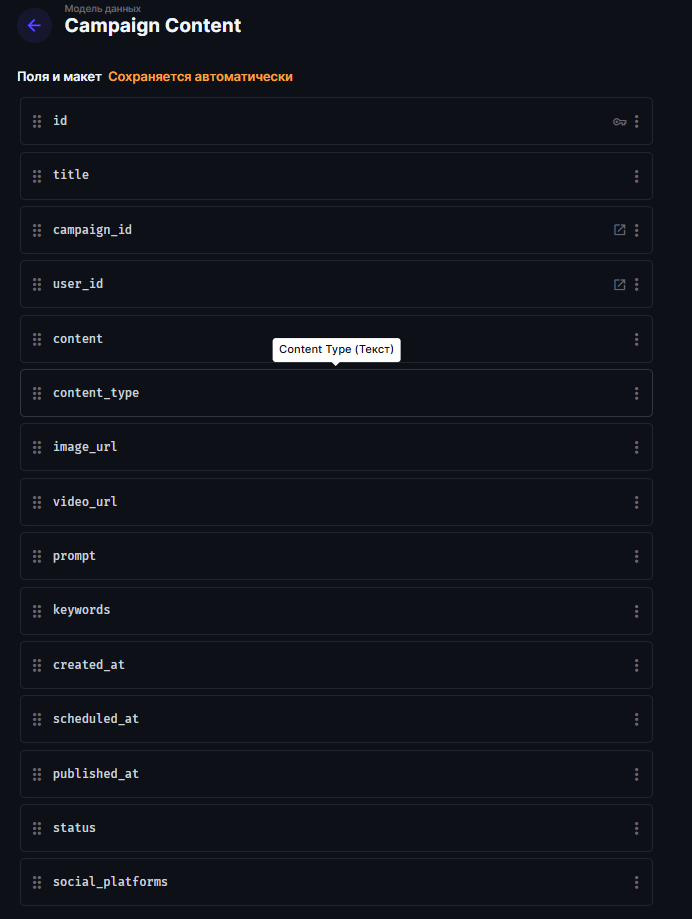 Модель данных
Campaign Content
Поля и макет Сохраняется автоматически
id
title
campaign_id
user_id
content
Content Type (Текст)
content_type
image_url
video_url
prompt
keywords
created_at
scheduled_at
published_at
status
social_platforms